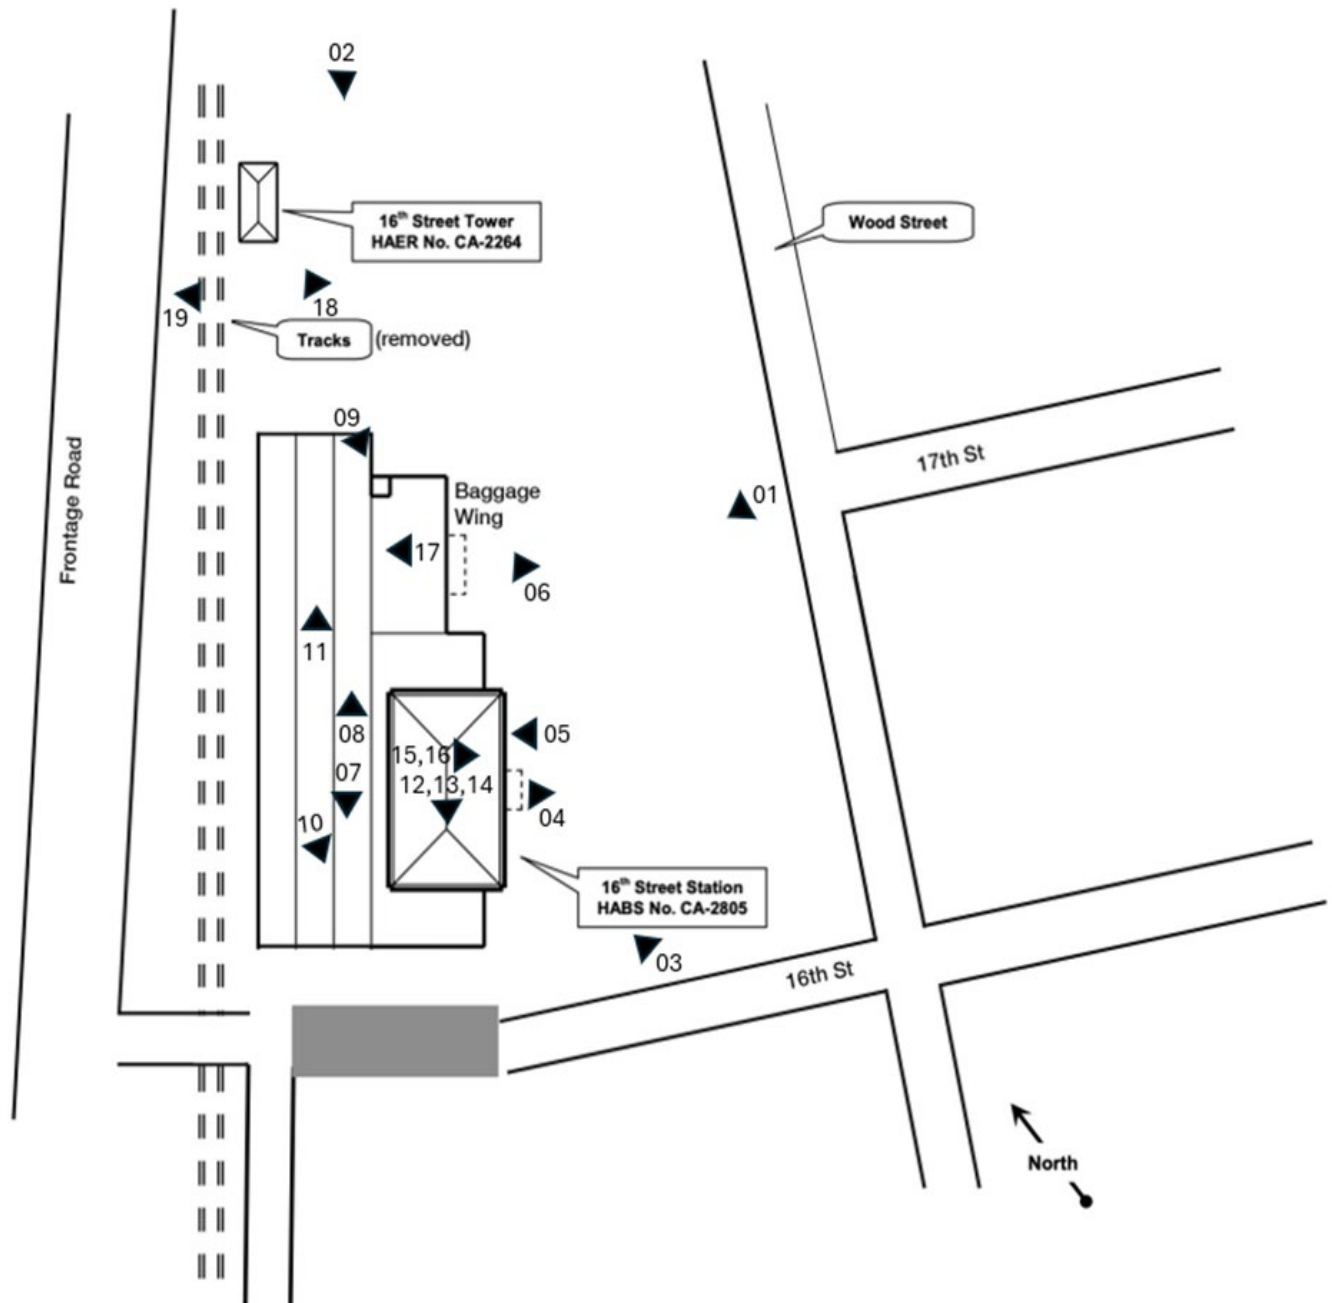 02
16th Street Tower
HAER No. CA-2264
Wood Street
19
18
Tracks
(removed)
09
17th St
Frontage Road
Baggage
Wing
01
17
06
11
08
05
15,16
07
12,13,14
10
04
16th Street Station
HABS No. CA-2805
03
16th St
North